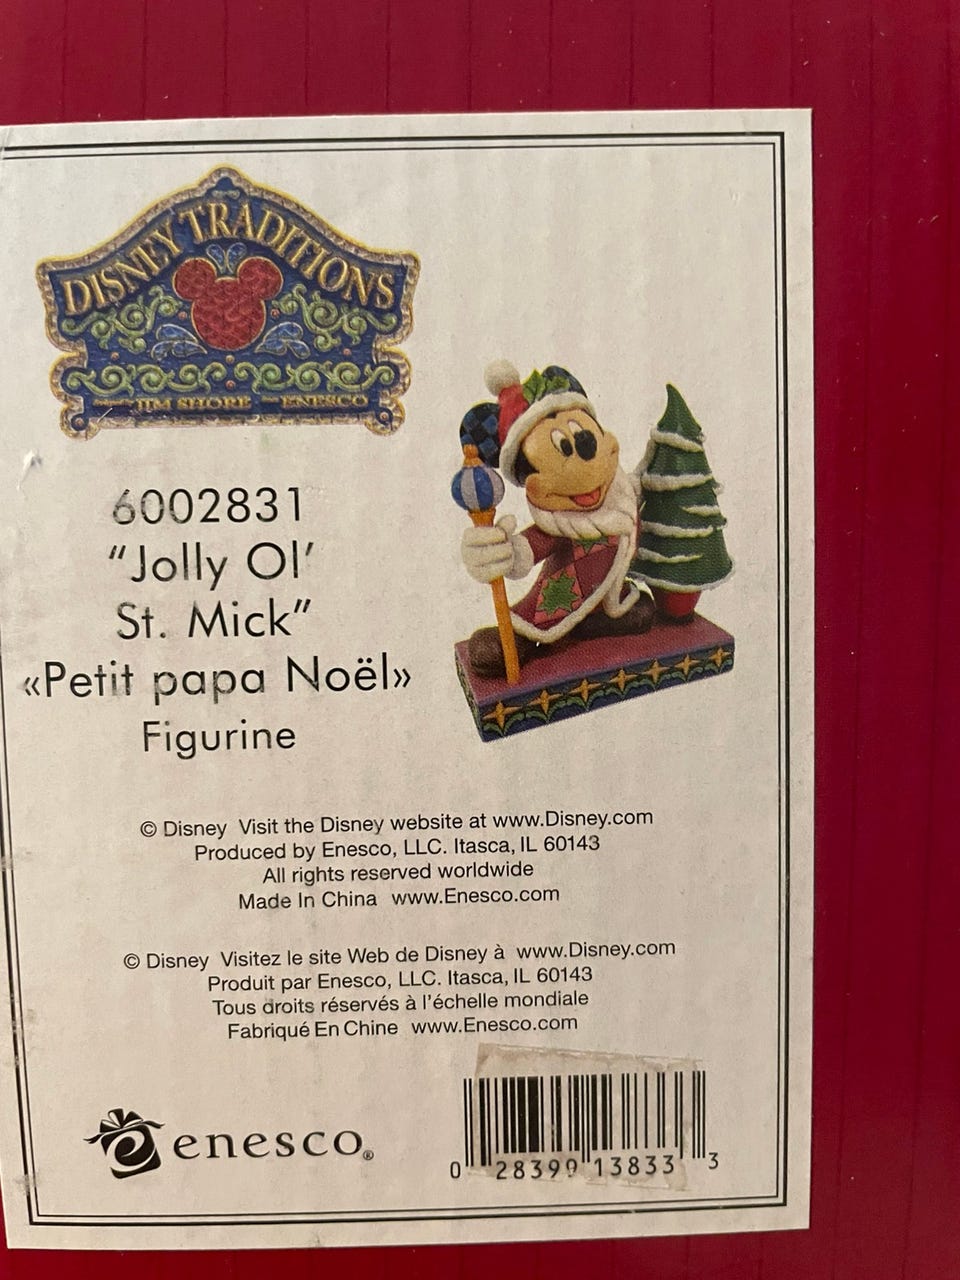 DISNEY TRADITIONS
JIM SHORE ENESCO
6002831
"Jolly Ol'
St. Mick"
«Petit papa Noël»
Figurine
© Disney Visit the Disney website at www.Disney.com
Produced by Enesco, LLC. Itasca, IL 60143
All rights reserved worldwide
Made In China www.Enesco.com
© Disney Visitez le site Web de Disney à www.Disney.com
Produit par Enesco, LLC. Itasca, IL 60143
Tous droits réservés à l'échelle mondiale
Fabriqué En Chine www.Enesco.com
enesco®
0 28399 13833 3